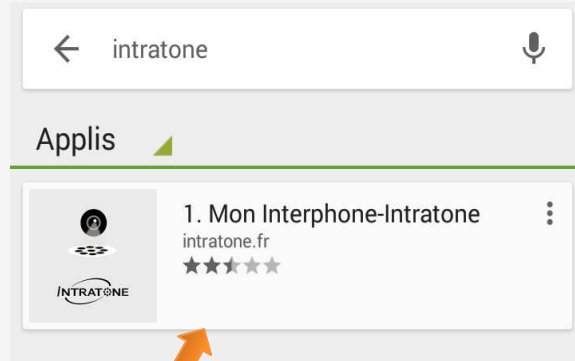 intratone
Applis
1. Mon Interphone-Intratone
intratone.fr
INTRATONE